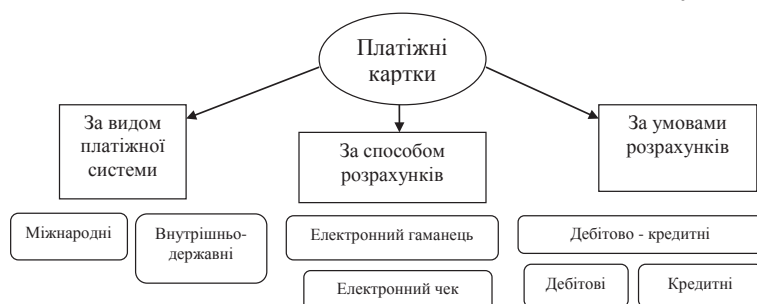 Платіжні
картки
За видом
платіжної
системи
За способом
розрахунків
За умовами
розрахунків
Міжнародні
Внутрішньо-
державні
Електронний гаманець
Електронний чек
Дебітово - кредитні
Дебітові
Кредитні